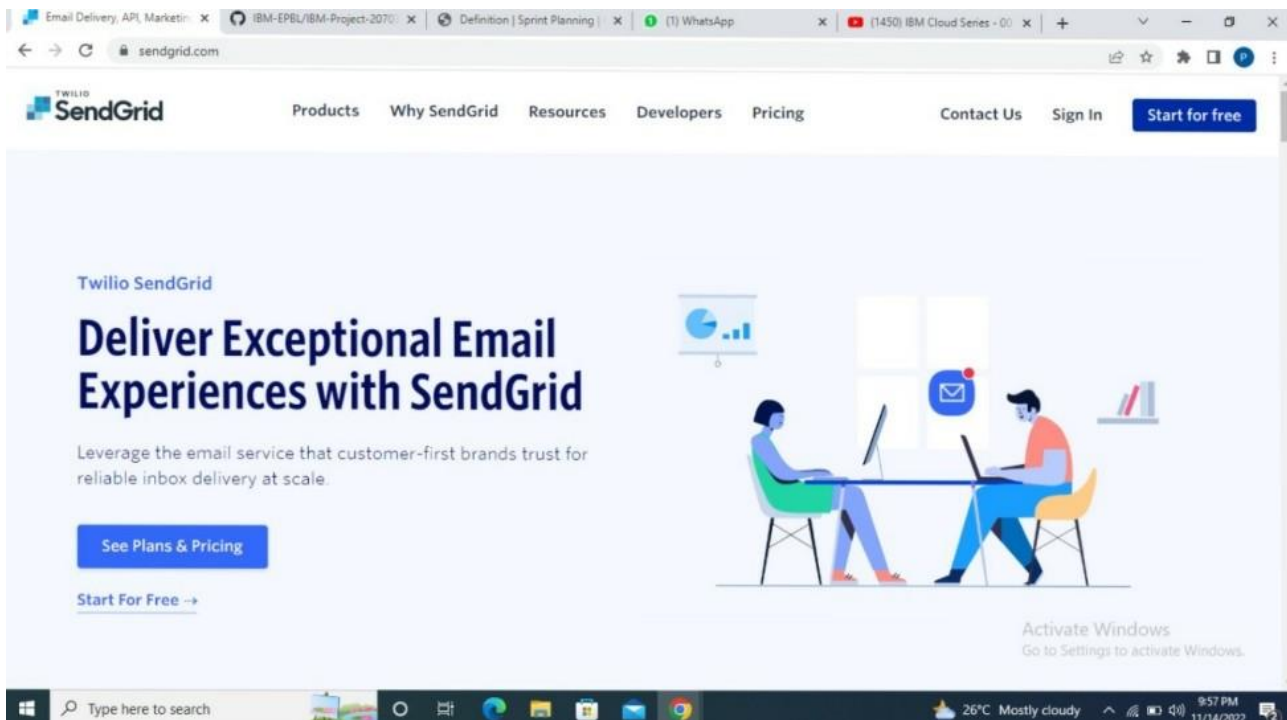 Email Delivery, API, Marketin
IBM-EPBL/IBM-Project-2070
Definition | Sprint Planning |
(1) WhatsApp
(1450) IBM Cloud Series - 00
sendgrid.com
P
TWILIO
SendGrid
Products Why SendGrid Resources Developers Pricing Contact Us Sign In Start for free
Twilio SendGrid
Deliver Exceptional Email
Experiences with SendGrid
Leverage the email service that customer-first brands trust for
reliable inbox delivery at scale.
See Plans & Pricing
Start For Free →
Activate Windows
Go to Settings to activate Windows.
Type here to search
26°C Mostly cloudy
9:57 PM
11/14/2022